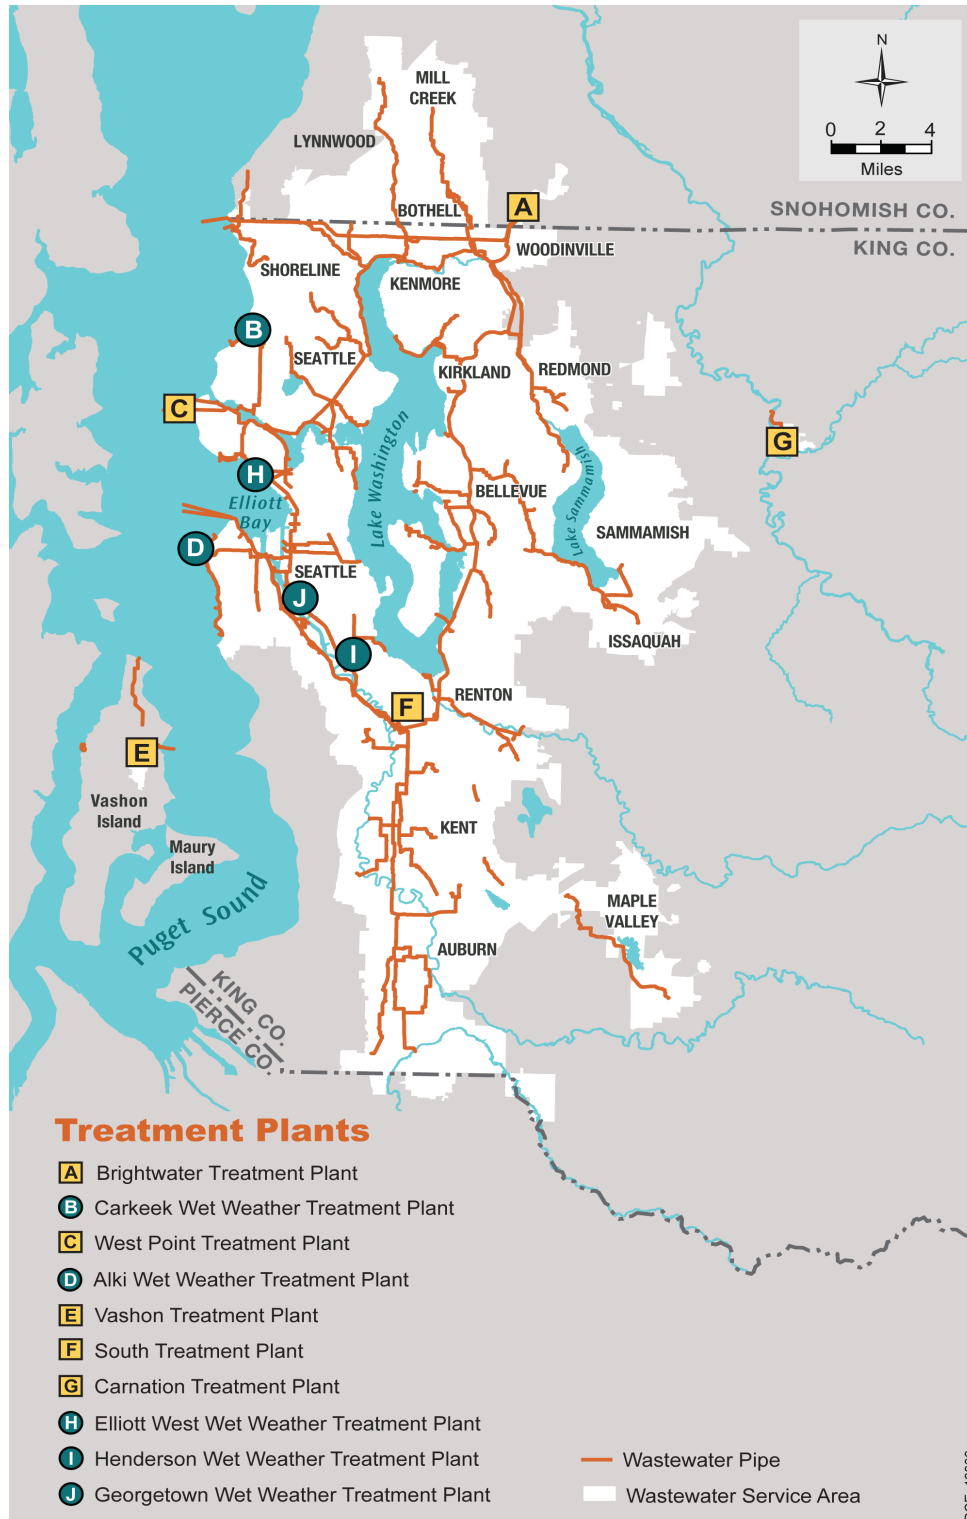 MILL
CREEK
N
0 2 4
Miles
LYNNWOOD
A
BOTHELL
SNOHOMISH CO.
KING CO.
WOODINVILLE
SHORELINE
KENMORE
B
SEATTLE
KIRKLAND
REDMOND
C
Lake Washington
G
H
Elliott
Bay
BELLEVUE
Lake Sammamish
SAMMAMISH
D
SEATTLE
J
I
ISSAQUAH
F
RENTON
E
Vashon
Island
KENT
Maury
Island
Puget Sound
MAPLE
VALLEY
AUBURN
KING CO.
PIERCE CO.
Treatment Plants
A Brightwater Treatment Plant
B Carkeek Wet Weather Treatment Plant
C West Point Treatment Plant
D Alki Wet Weather Treatment Plant
E Vashon Treatment Plant
F South Treatment Plant
G Carnation Treatment Plant
H Elliott West Wet Weather Treatment Plant
I Henderson Wet Weather Treatment Plant
J Georgetown Wet Weather Treatment Plant
Wastewater Pipe
Wastewater Service Area